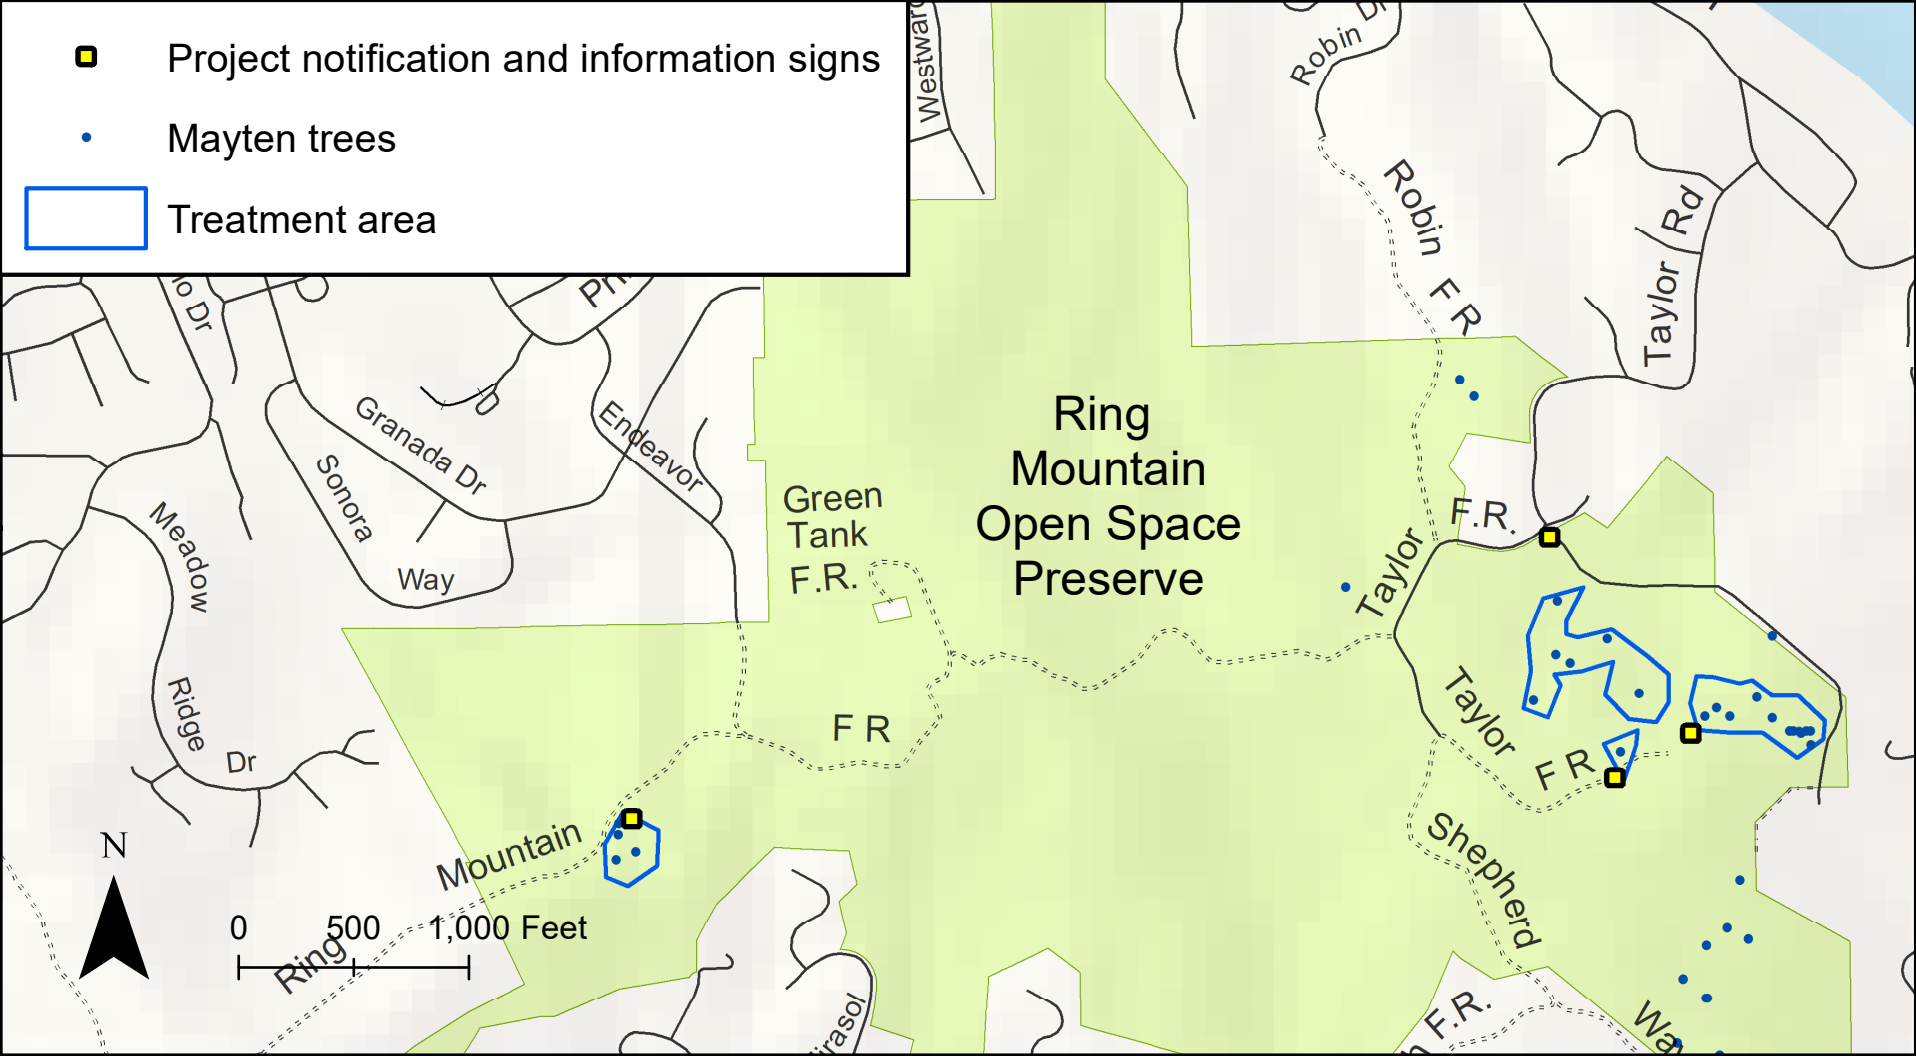 Project notification and information signs
Mayten trees
Treatment area
Robin Dr
Robin F R
Taylor Rd
Granada Dr
Sonora
Way
Endeavor
Meadow
Ridge
Dr
Green
Tank
F.R.
Ring
Mountain
Open Space
Preserve
Taylor
F.R.
Taylor
F R
F R
Shepherd
Mountain
Ring
N
0 500 1,000 Feet
F.R.